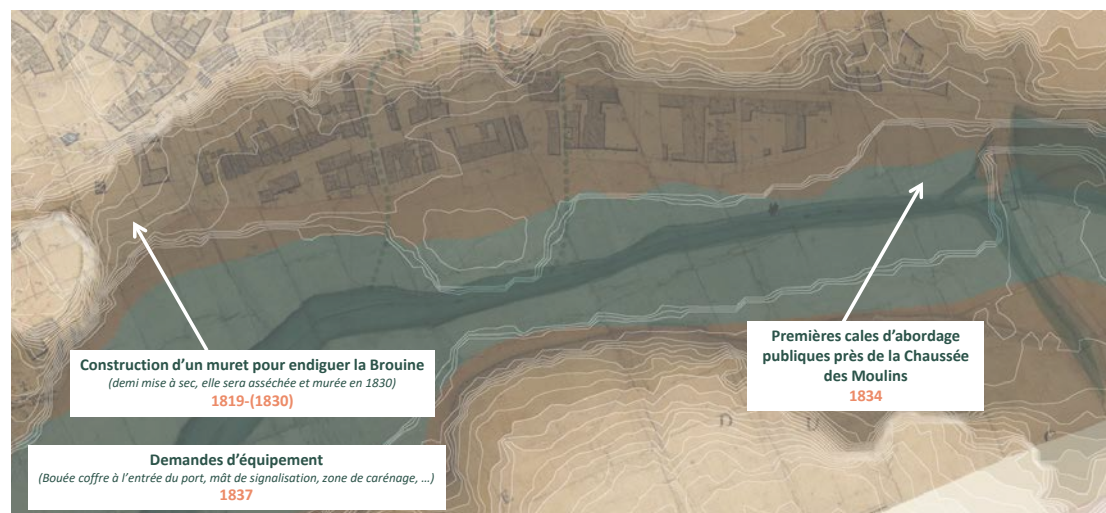 Construction d’un muret pour endiguer la Brouine
(demi mise à sec, elle sera asséchée et murée en 1830)
1819-(1830)
Premières cales d’abordage
publiques près de la Chaussée
des Moulins
1834
Demandes d’équipement
(Bouée coffre à l’entrée du port, mât de signalisation, zone de carénage, …)
1837